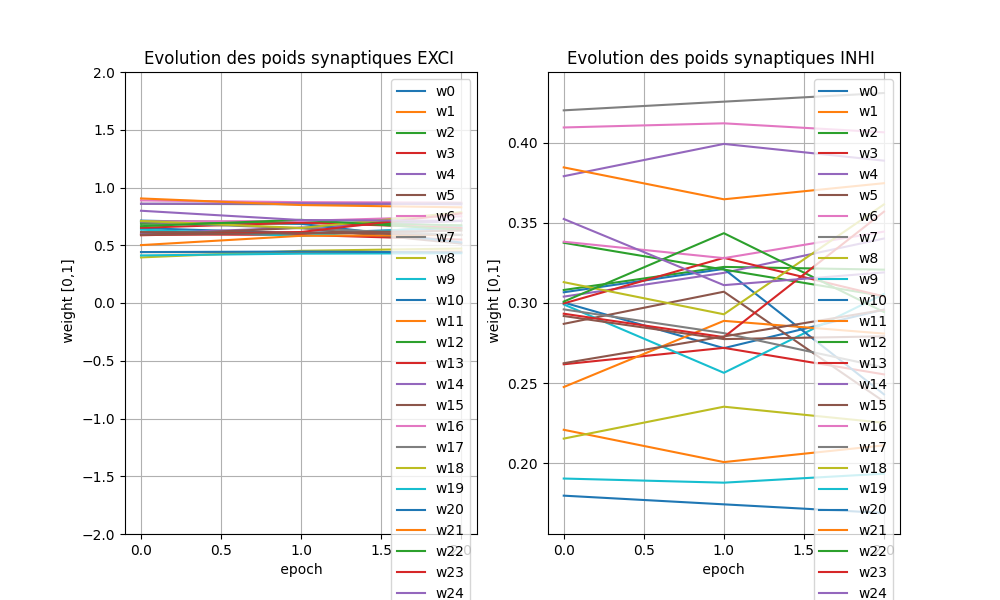 Evolution des poids synaptiques EXCI
2.0
1.5
1.0
0.5
0.0
−0.5
−1.0
−1.5
−2.0
weight [0,1]
0.0 0.5 1.0 1.5 2.0
epoch
w0
w1
w2
w3
w4
w5
w6
w7
w8
w9
w10
w11
w12
w13
w14
w15
w16
w17
w18
w19
w20
w21
w22
w23
w24
Evolution des poids synaptiques INHI
0.40
0.35
0.30
0.25
0.20
weight [0,1]
0.0 0.5 1.0 1.5 2.0
epoch
w0
w1
w2
w3
w4
w5
w6
w7
w8
w9
w10
w11
w12
w13
w14
w15
w16
w17
w18
w19
w20
w21
w22
w23
w24